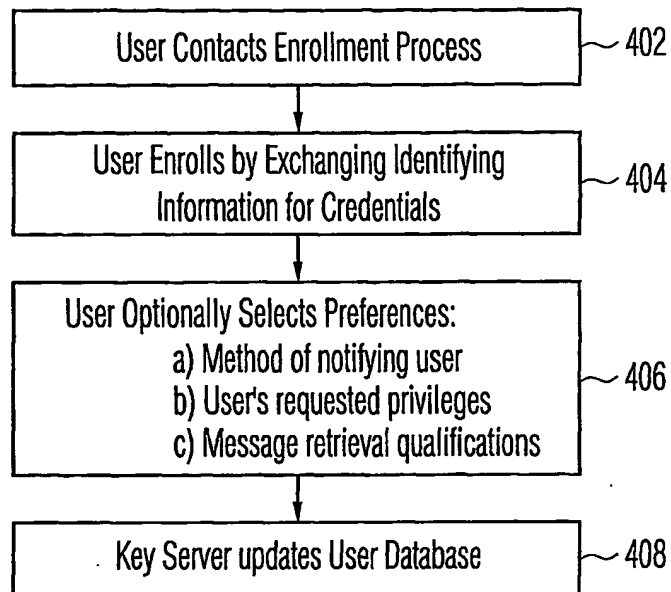 User Contacts Enrollment Process
402
User Enrolls by Exchanging Identifying
Information for Credentials
404
User Optionally Selects Preferences:
a) Method of notifying user
b) User's requested privileges
c) Message retrieval qualifications
406
Key Server updates User Database
408